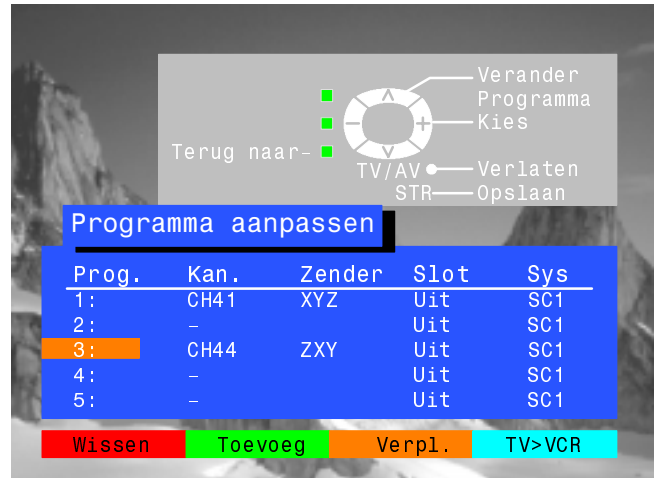 Verander
Programma
Kies
Terug naar–
TV/AV
Verlaten
STR
Opslaan
Programma aanpassen
Prog. Kan. Zender Slot Sys
1: CH41 XYZ Uit SC1
2: – Uit SC1
3: CH44 ZXY Uit SC1
4: – Uit SC1
5: – Uit SC1
Wissen Toevoeg Verpl. TV>VCR